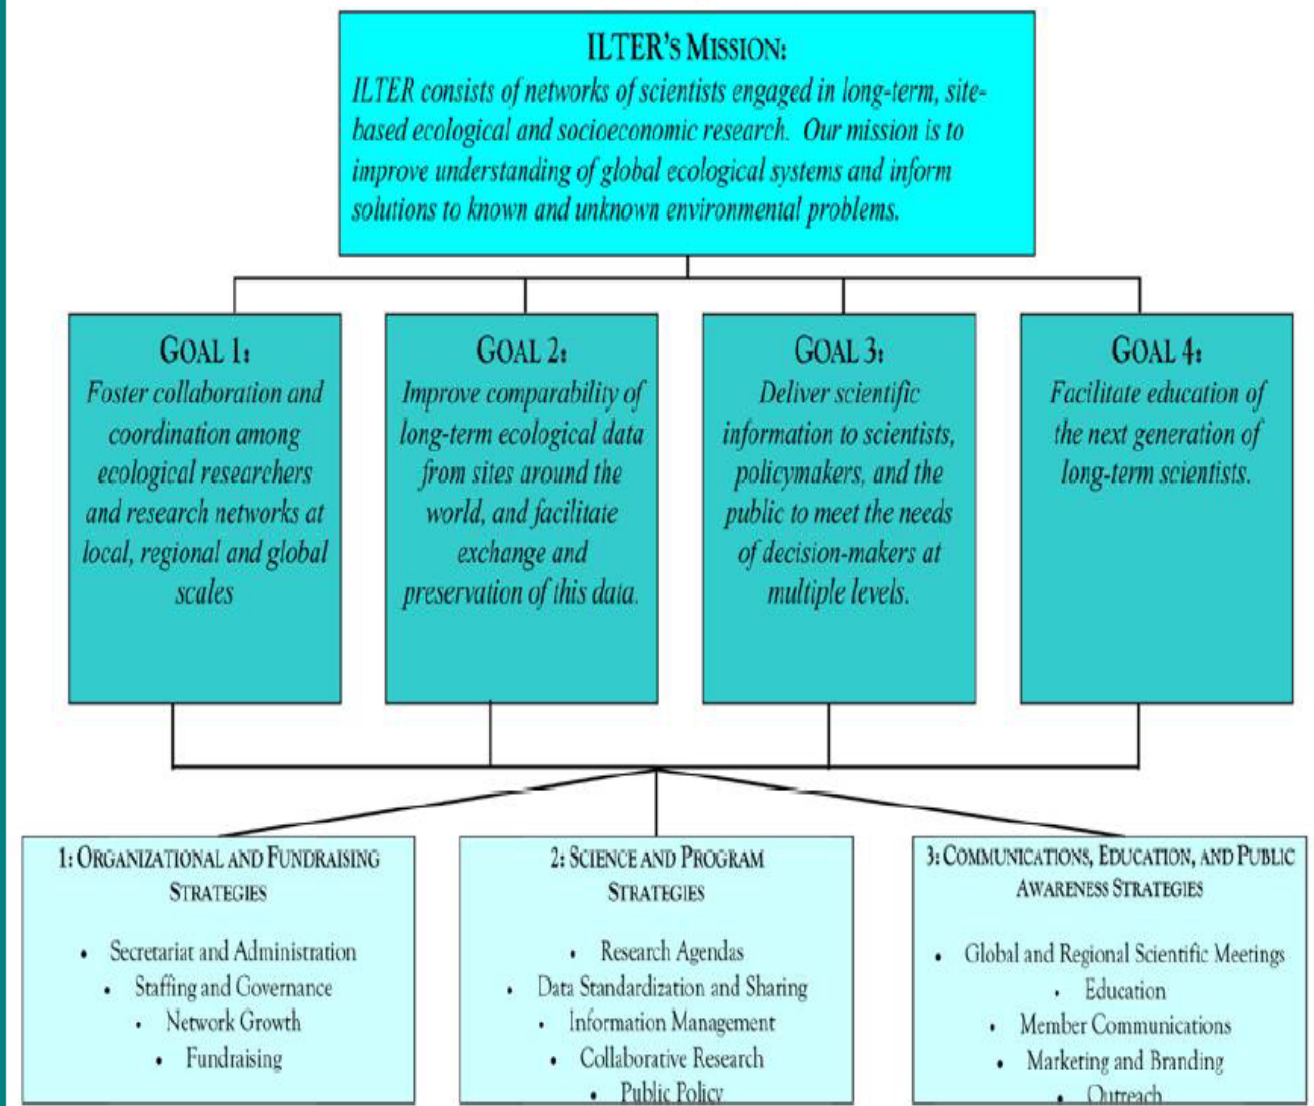 ILTER'S MISSION:
ILTER consists of networks of scientists engaged in long-term, site-
based ecological and socioeconomic research. Our mission is to
improve understanding of global ecological systems and inform
solutions to known and unknown environmental problems.
GOAL 1:
Foster collaboration and
coordination among
ecological researchers
and research networks at
local, regional and global
scales
GOAL 2:
Improve comparability of
long-term ecological data
from sites around the
world, and facilitate
exchange and
preservation of this data.
GOAL 3:
Deliver scientific
information to scientists,
policymakers, and the
public to meet the needs
of decision-makers at
multiple levels.
GOAL 4:
Facilitate education of
the next generation of
long-term scientists.
1: ORGANIZATIONAL AND FUNDRAISING
STRATEGIES
• Secretariat and Administration
• Staffing and Governance
• Network Growth
• Fundraising
2: SCIENCE AND PROGRAM
STRATEGIES
• Research Agendas
• Data Standardization and Sharing
• Information Management
• Collaborative Research
• Public Policy
3: COMMUNICATIONS, EDUCATION, AND PUBLIC
AWARENESS STRATEGIES
• Global and Regional Scientific Meetings
• Education
• Member Communications
• Marketing and Branding
• Outreach